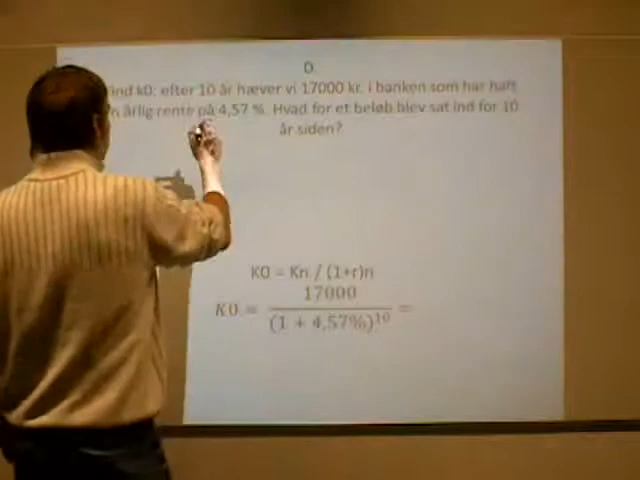 D.
ind k0: efter 10 år hæver vi 17000 kr. i banken som har haft
n årlig rente på 4,57 %. Hvad for et beløb blev sat ind for 10
år siden?
K0 = Kn / (1+r)n
K0 = 17000 / (1 + 4,57%)^10 =